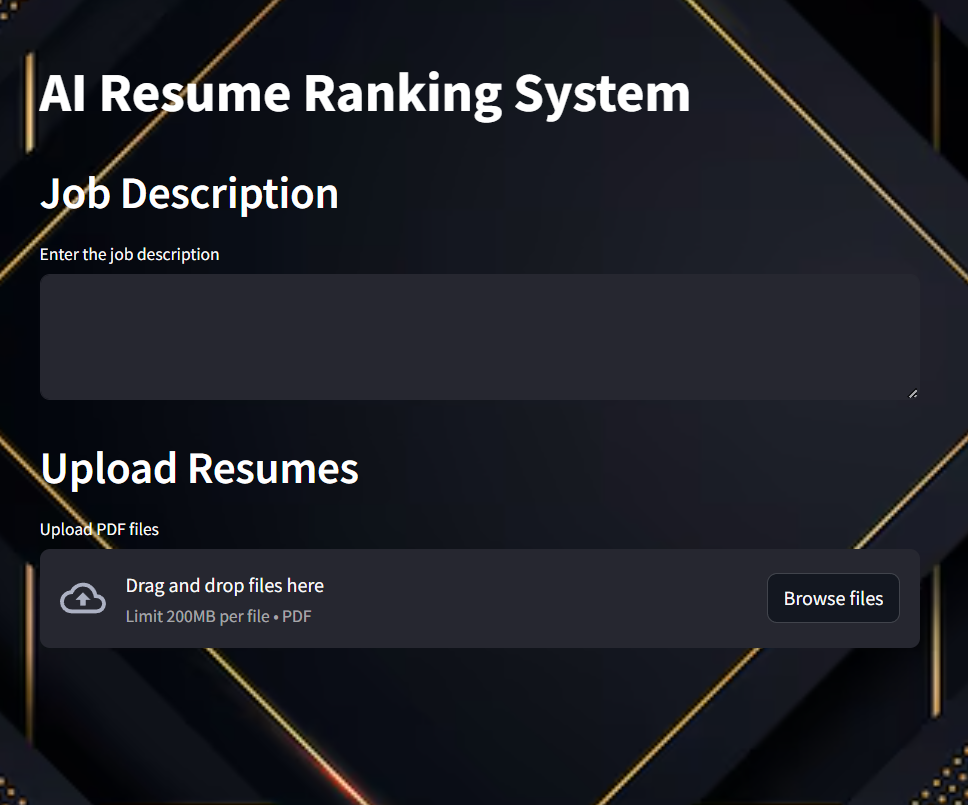 AI Resume Ranking System
Job Description
Enter the job description
Upload Resumes
Upload PDF files
Drag and drop files here
Limit 200MB per file • PDF
Browse files